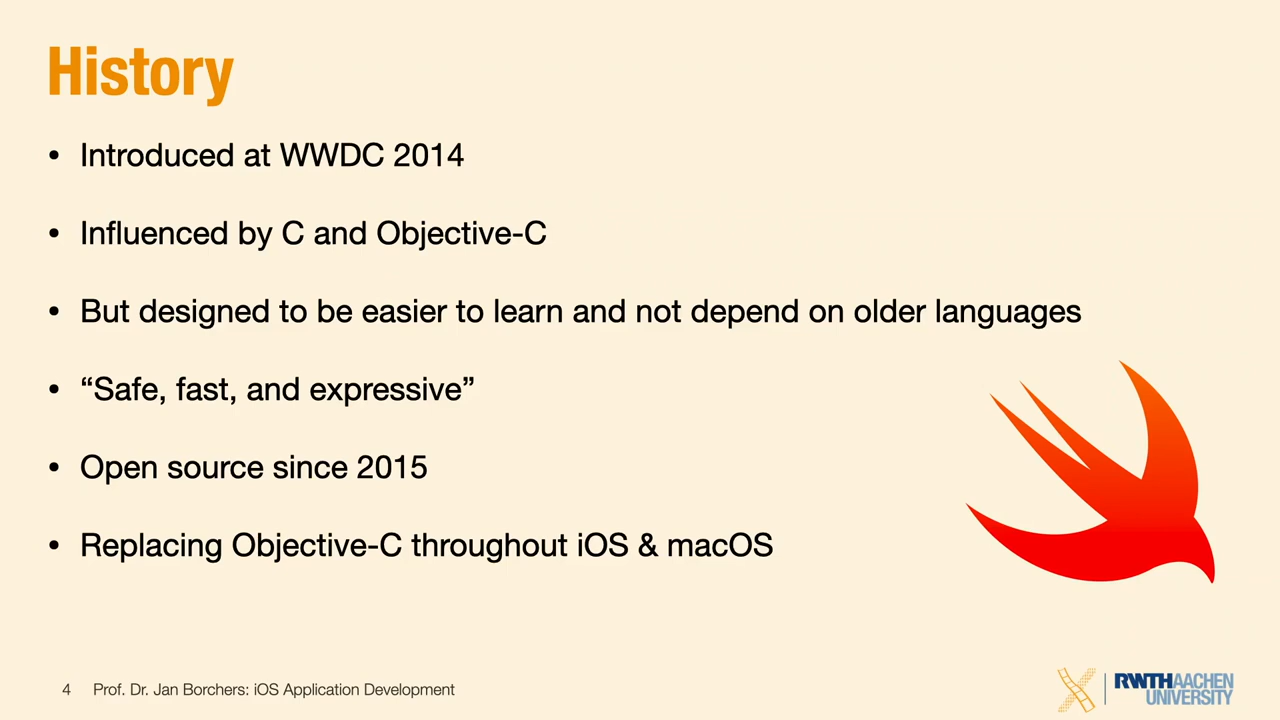 History
• Introduced at WWDC 2014
• Influenced by C and Objective-C
• But designed to be easier to learn and not depend on older languages
• “Safe, fast, and expressive”
• Open source since 2015
• Replacing Objective-C throughout iOS & macOS
4 Prof. Dr. Jan Borchers: iOS Application Development
RWTHAACHEN
UNIVERSITY